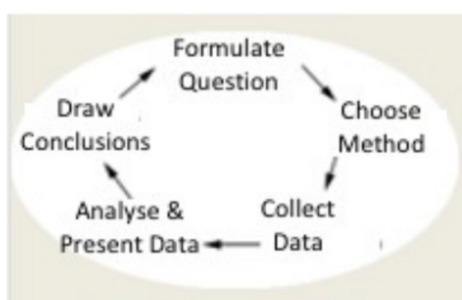 Formulate
Question
Choose
Method
Collect
Data
Analyse &
Present Data
Draw
Conclusions